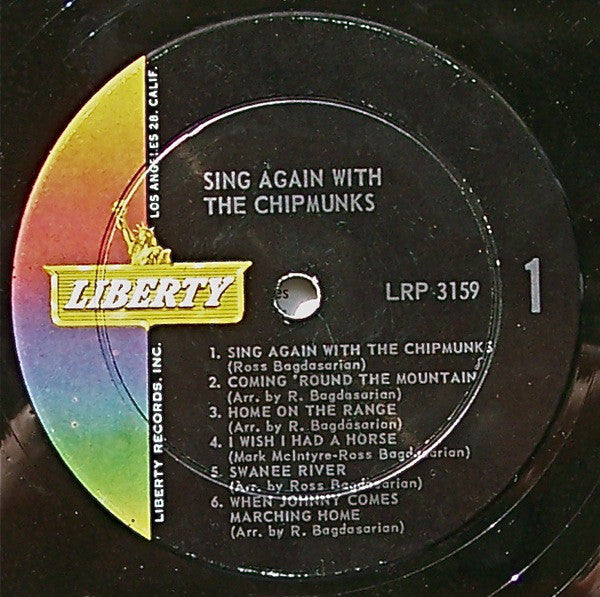 SING AGAIN WITH
THE CHIPMUNKS
LIBERTY
LRP 3159
1
1. SING AGAIN WITH THE CHIPMUNKS
(Ross Bagdasarian)
2. COMING 'ROUND THE MOUNTAIN
(Arr. by R. Bagdasarian)
3. HOME ON THE RANGE
(Arr. by R. Bagdasarian)
4. I WISH I HAD A HORSE
(Mark McIntyre-Ross Bagdasarian)
5. SWANEE RIVER
(Arr. by Ross Bagdasarian)
6. WHEN JOHNNY COMES
MARCHING HOME
(Arr. by R. Bagdasarian)
LIBERTY RECORDS, INC.
LOS ANGELES 28, CALIF.